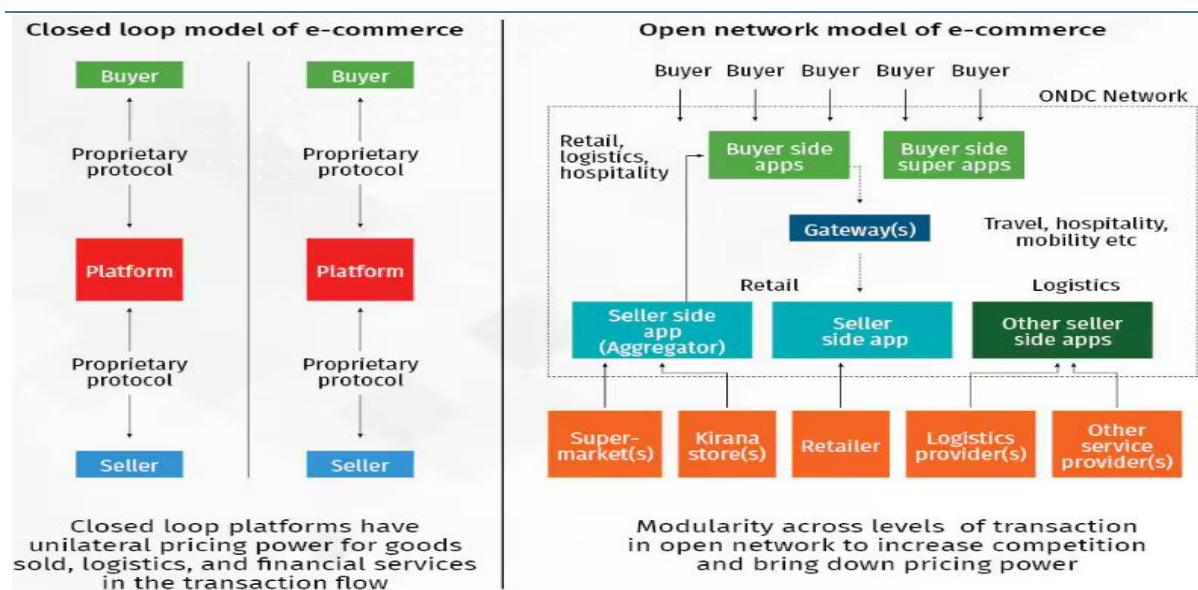 Closed loop model of e-commerce
Buyer
Buyer
Proprietary
protocol
Proprietary
protocol
Platform
Platform
Proprietary
protocol
Proprietary
protocol
Seller
Seller
Closed loop platforms have
unilateral pricing power for goods
sold, logistics, and financial services
in the transaction flow
Open network model of e-commerce
Buyer Buyer Buyer Buyer Buyer
ONDC Network
Retail,
logistics,
hospitality
Buyer side
apps
Buyer side
super apps
Gateway(s)
Travel, hospitality,
mobility etc
Retail
Logistics
Seller side
app
(Aggregator)
Seller
side app
Other seller
side apps
Super-
market(s)
Kirana
store(s)
Retailer
Logistics
provider(s)
Other
service
provider(s)
Modularity across levels of transaction
in open network to increase competition
and bring down pricing power